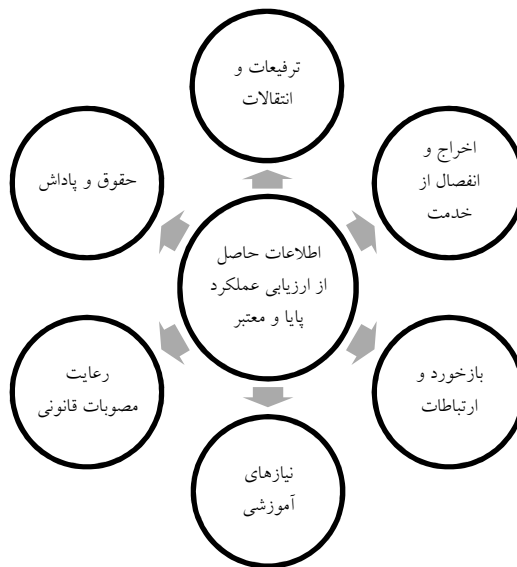 ترفیعات و
انتقالات
اخراج و
انفصال از
خدمت
حقوق و پاداش
اطلاعات حاصل
از ارزیابی عملکرد
پایا و معتبر
بازخورد و
ارتباطات
رعایت
مصوبات قانونی
نیازهای
آموزشی